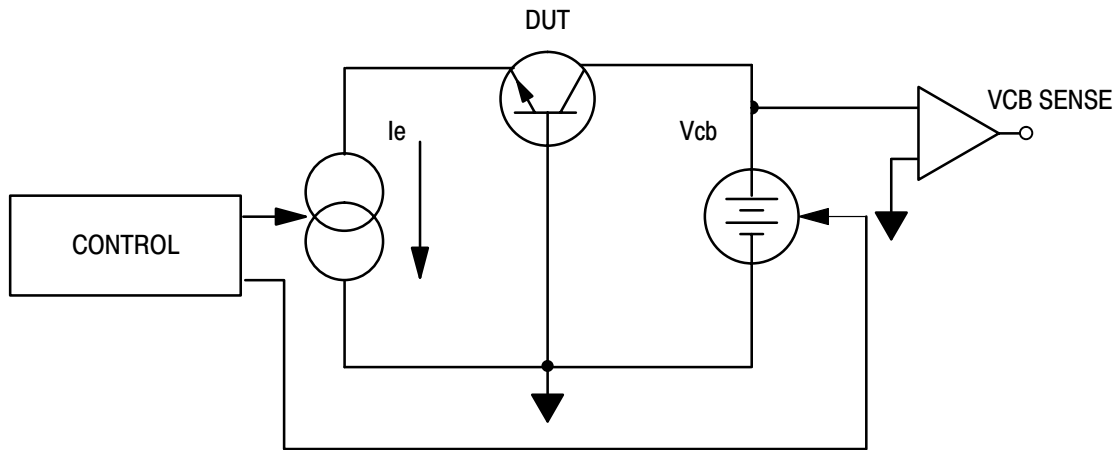 DUT
Ie
Vcb
VCB SENSE
CONTROL